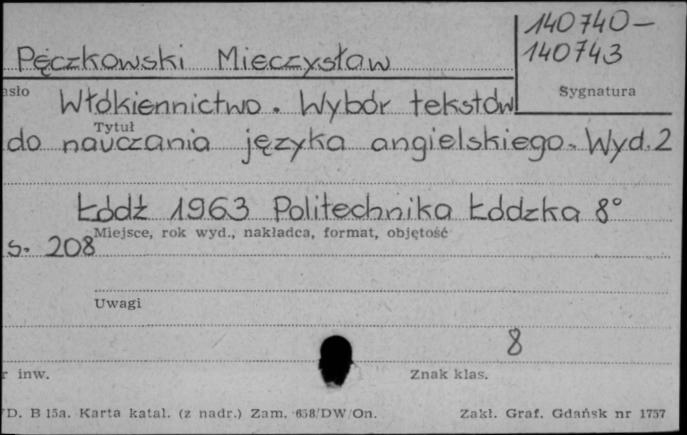 140740-
140743
Pęczkowski Mieczysław
asło
Sygnatura
Włókiennictwo. Wybór tekstów
Tytuł
do nauczania języka angielskiego. Wyd. 2
Łódź 1963 Politechnika Łódzka 8°
Miejsce, rok wyd., nakładca, format, objętość
s. 208
Uwagi
8
r inw.
Znak klas.
D. B 15a. Karta katal. (z nadr.) Zam. 658/DW/On.
Zakł. Graf. Gdańsk nr 1757